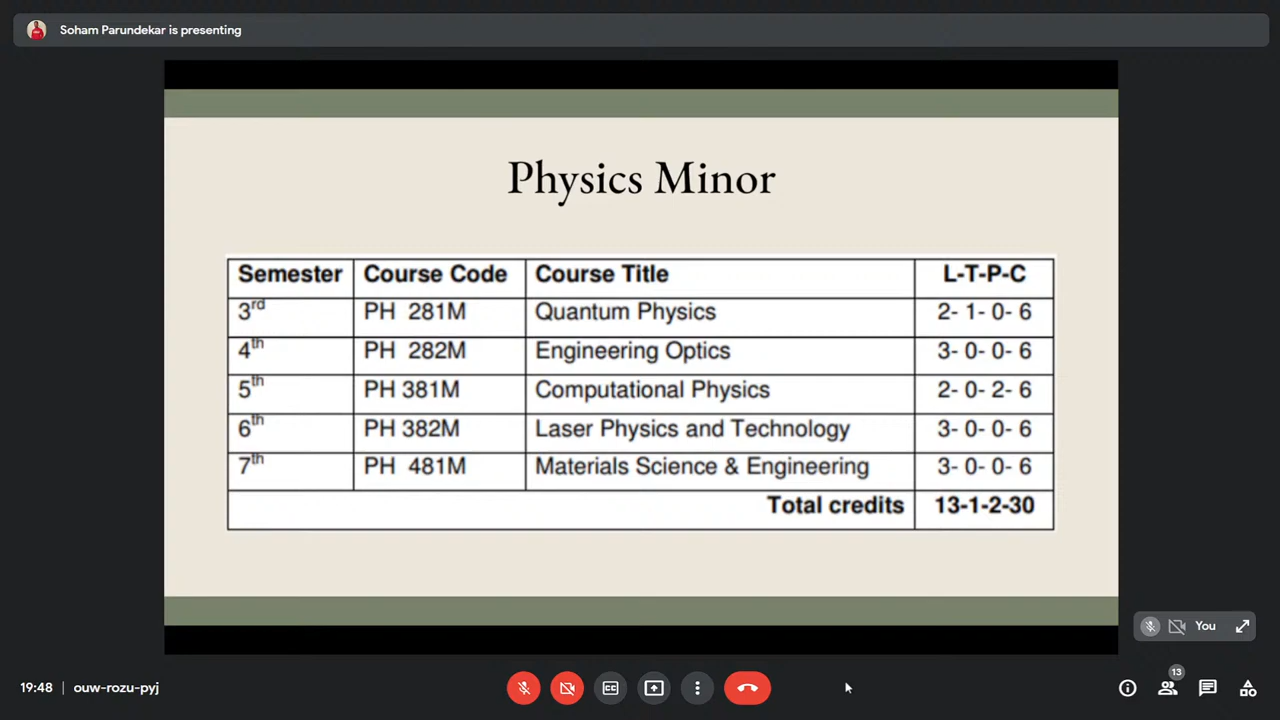 Soham Parundekar is presenting
Physics Minor
Semester Course Code Course Title L-T-P-C
3rd PH 281M Quantum Physics 2- 1- 0- 6
4th PH 282M Engineering Optics 3- 0- 0- 6
5th PH 381M Computational Physics 2- 0- 2- 6
6th PH 382M Laser Physics and Technology 3- 0- 0- 6
7th PH 481M Materials Science & Engineering 3- 0- 0- 6
Total credits 13-1-2-30
You
13
19:48 | ouw-rozu-pyj
CC